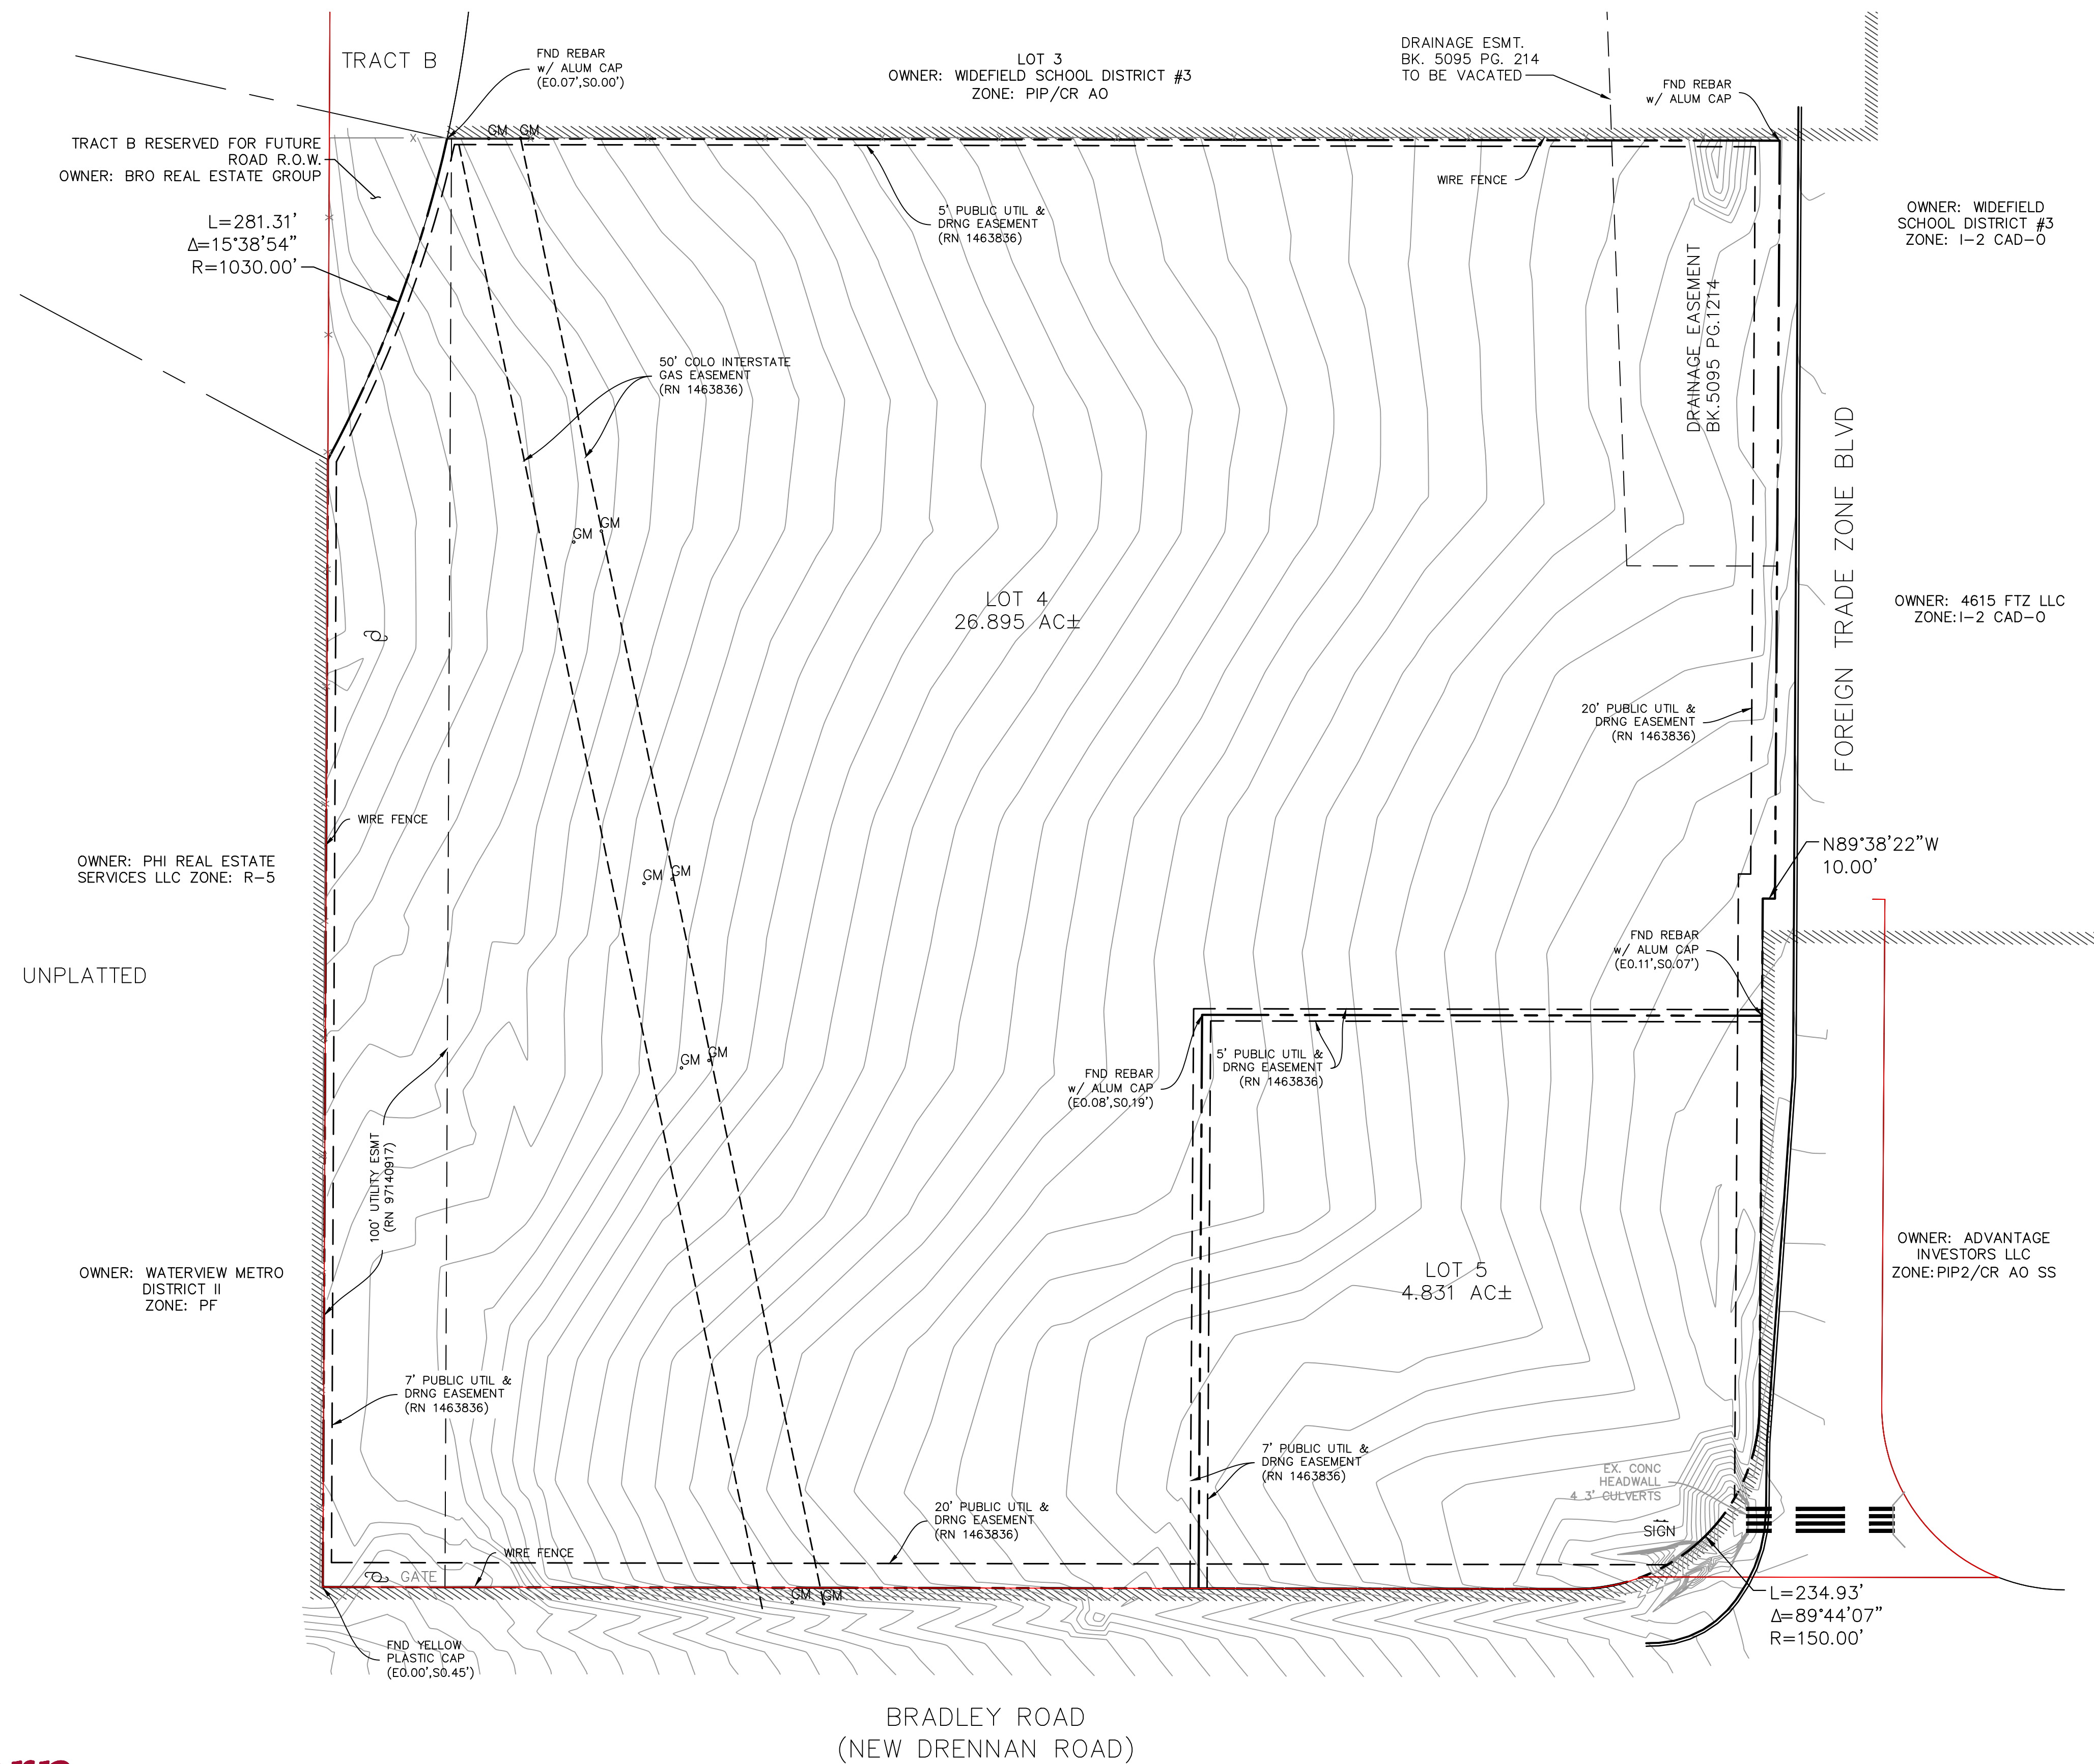 TRACT B
FND REBAR
w/ ALUM CAP
(E0.07',S0.00')
LOT 3
OWNER: WIDEFIELD SCHOOL DISTRICT #3
ZONE: PIP/CR AO
DRAINAGE ESMT.
BK. 5095 PG. 214
TO BE VACATED
FND REBAR
w/ ALUM CAP
GM GM
TRACT B RESERVED FOR FUTURE
ROAD R.O.W.
OWNER: BRO REAL ESTATE GROUP
WIRE FENCE
L=281.31'
Δ=15°38'54"
R=1030.00'
5' PUBLIC UTIL &
DRNG EASEMENT
(RN 1463836)
OWNER: WIDEFIELD
SCHOOL DISTRICT #3
ZONE: I-2 CAD-O
DRAINAGE EASEMENT
BK.5095 PG.1214
50' COLO INTERSTATE
GAS EASEMENT
(RN 1463836)
FOREIGN TRADE ZONE BLVD
GM GM
LOT 4
26.895 AC±
OWNER: 4615 FTZ LLC
ZONE:I-2 CAD-O
20' PUBLIC UTIL &
DRNG EASEMENT
(RN 1463836)
WIRE FENCE
OWNER: PHI REAL ESTATE
SERVICES LLC ZONE: R-5
GM GM
N89°38'22"W
10.00'
UNPLATTED
FND REBAR
w/ ALUM CAP
(E0.11',S0.07')
GM GM
FND REBAR
w/ ALUM CAP
(E0.08',S0.19')
5' PUBLIC UTIL &
DRNG EASEMENT
(RN 1463836)
100' UTILITY ESMT
(RN 97140917)
OWNER: WATERVIEW METRO
DISTRICT II
ZONE: PF
LOT 5
4.831 AC±
OWNER: ADVANTAGE
INVESTORS LLC
ZONE:PIP2/CR AO SS
7' PUBLIC UTIL &
DRNG EASEMENT
(RN 1463836)
7' PUBLIC UTIL &
DRNG EASEMENT
(RN 1463836)
EX. CONC
HEADWALL
4 3' CULVERTS
20' PUBLIC UTIL &
DRNG EASEMENT
(RN 1463836)
SIGN
WIRE FENCE
GATE
GM GM
L=234.93'
Δ=89°44'07"
R=150.00'
FND YELLOW
PLASTIC CAP
(E0.00',S0.45')
BRADLEY ROAD
(NEW DRENNAN ROAD)